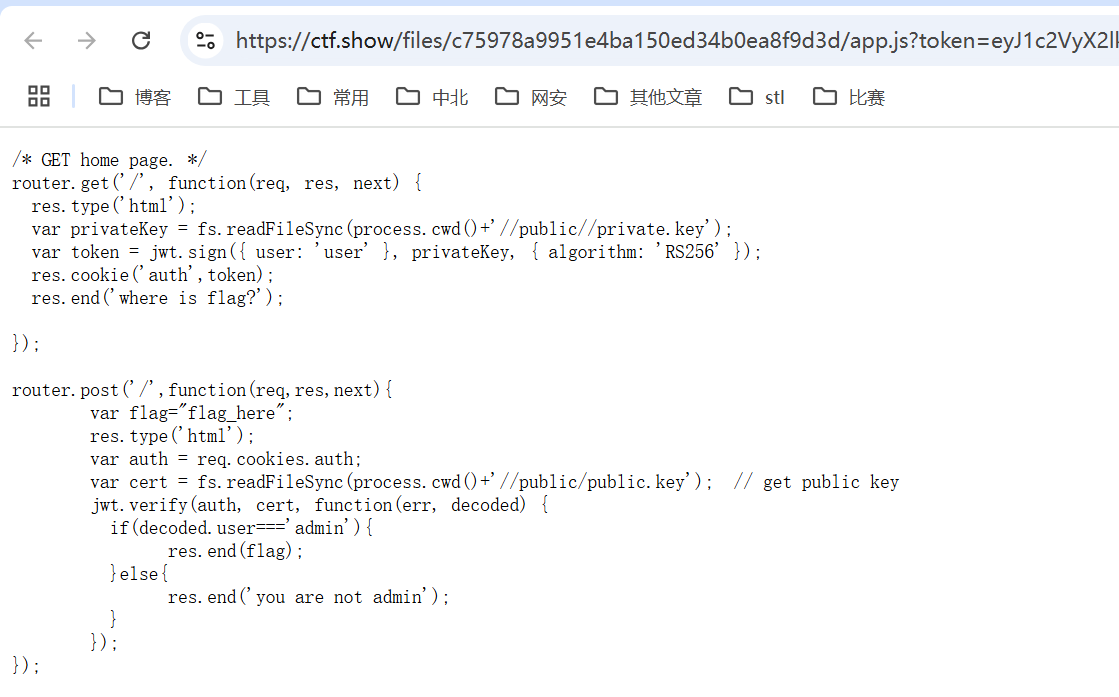 https://ctf.show/files/c75978a9951e4ba150ed34b0ea8f9d3d/app.js?token=eyJ1c2VyX2lk
博客 工具 常用 中北 网安 其他文章 stl 比赛
/* GET home page. */
router.get('/', function(req, res, next) {
  res.type('html');
  var privateKey = fs.readFileSync(process.cwd()+'//public//private.key');
  var token = jwt.sign({ user: 'user' }, privateKey, { algorithm: 'RS256' });
  res.cookie('auth',token);
  res.end('where is flag?');
});
router.post('/',function(req,res,next){
        var flag="flag_here";
        res.type('html');
        var auth = req.cookies.auth;
        var cert = fs.readFileSync(process.cwd()+'//public/public.key');  // get public key
        jwt.verify(auth, cert, function(err, decoded) {
          if(decoded.user==='admin'){
                res.end(flag);
          }else{
                res.end('you are not admin');
          }
        });
});